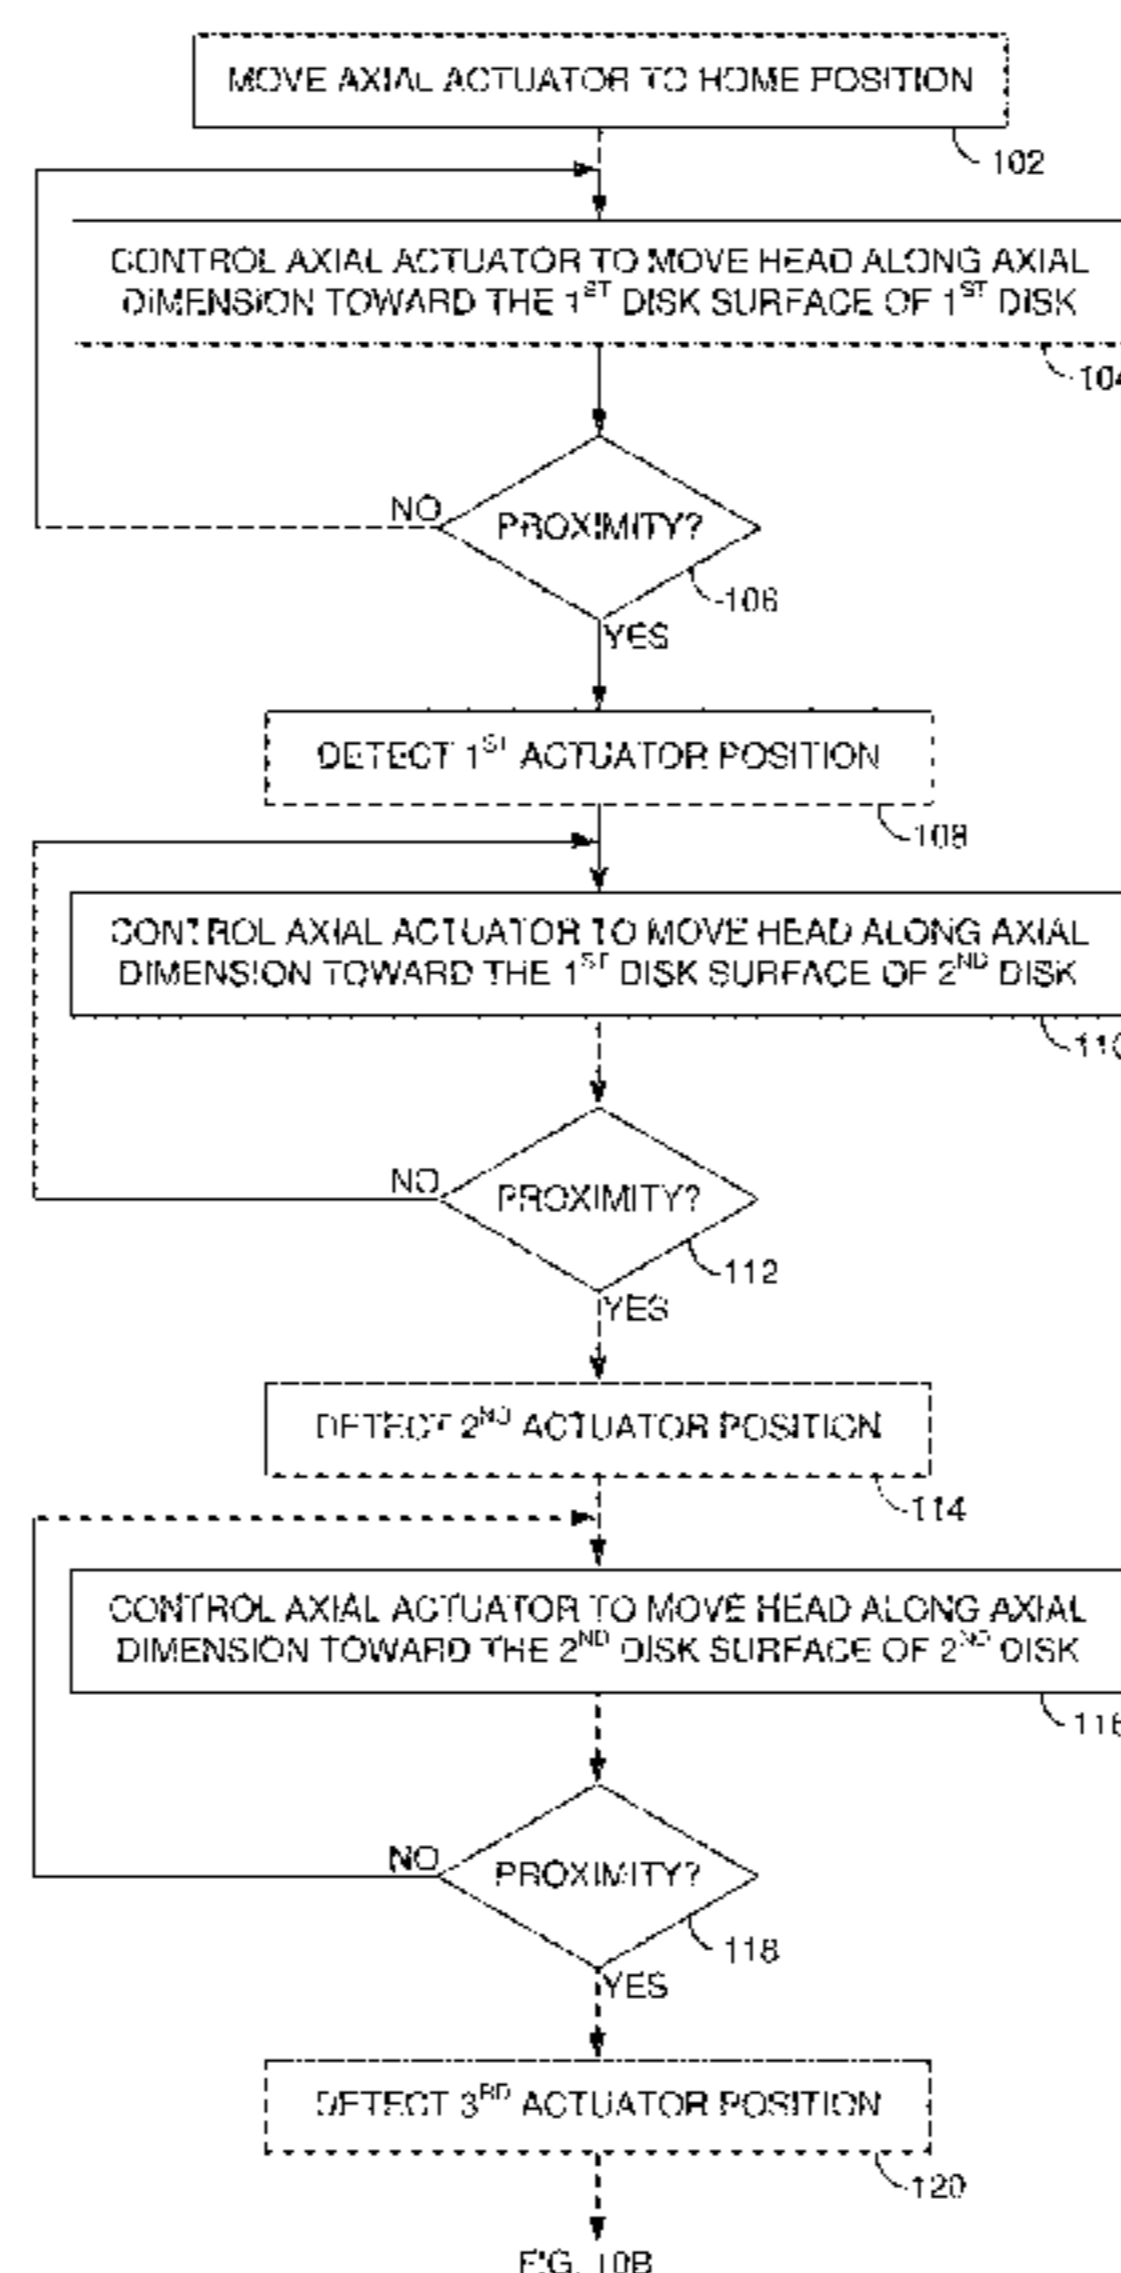 MOVE AXIAL ACTUATOR TO HOME POSITION
102
CONTROL AXIAL ACTUATOR TO MOVE HEAD ALONG AXIAL
DIMENSION TOWARD THE 1ST DISK SURFACE OF 1ST DISK
104
NO
PROXIMITY?
106
YES
DETECT 1ST ACTUATOR POSITION
108
CONTROL AXIAL ACTUATOR TO MOVE HEAD ALONG AXIAL
DIMENSION TOWARD THE 1ST DISK SURFACE OF 2ND DISK
110
NO
PROXIMITY?
112
YES
DETECT 2ND ACTUATOR POSITION
114
CONTROL AXIAL ACTUATOR TO MOVE HEAD ALONG AXIAL
DIMENSION TOWARD THE 2ND DISK SURFACE OF 2ND DISK
116
NO
PROXIMITY?
118
YES
DETECT 3RD ACTUATOR POSITION
120
FIG. 10B